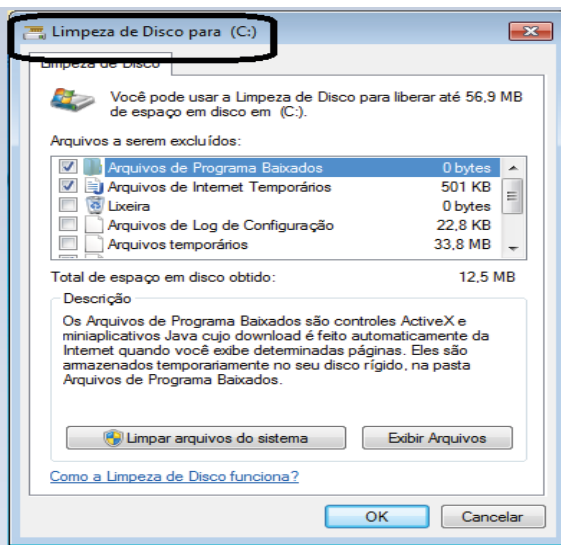 Limpeza de Disco para (C:)
Limpeza de Disco
Você pode usar a Limpeza de Disco para liberar até 56,9 MB
de espaço em disco em (C:).
Arquivos a serem excluídos:
Arquivos de Programa Baixados 0 bytes
Arquivos de Internet Temporários 501 KB
Lixeira 0 bytes
Arquivos de Log de Configuração 22,8 KB
Arquivos temporários 33,8 MB
Total de espaço em disco obtido: 12,5 MB
Descrição
Os Arquivos de Programa Baixados são controles ActiveX e
miniaplicativos Java cujo download é feito automaticamente da
Internet quando você exibe determinadas páginas. Eles são
armazenados temporariamente no seu disco rígido, na pasta
Arquivos de Programa Baixados.
Limpar arquivos do sistema Exibir Arquivos
Como a Limpeza de Disco funciona?
OK Cancelar